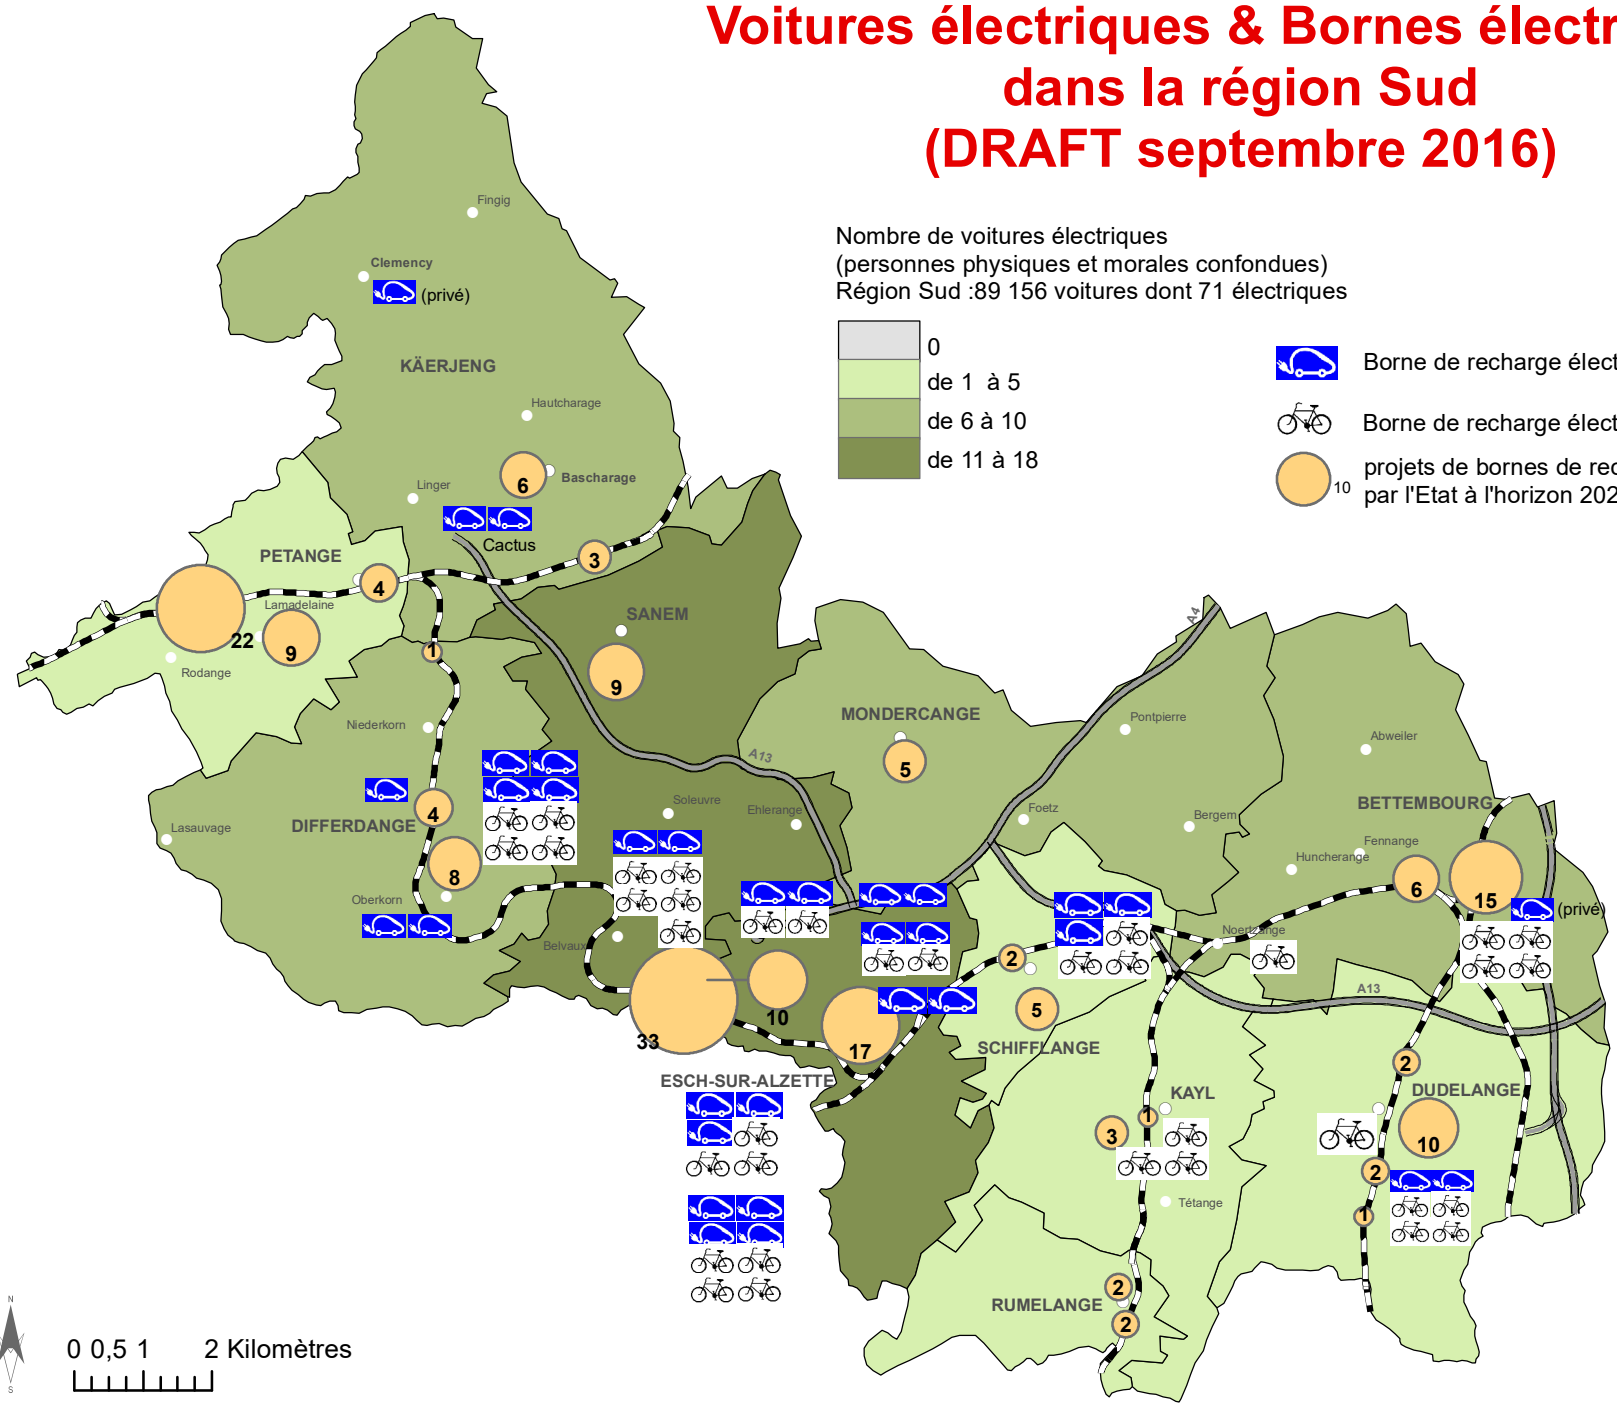 Voitures électriques & Bornes électr
dans la région Sud
(DRAFT septembre 2016)
Nombre de voitures électriques
(personnes physiques et morales confondues)
Région Sud :89 156 voitures dont 71 électriques
0
de 1 à 5
de 6 à 10
de 11 à 18
Borne de recharge élect
Borne de recharge élect
projets de bornes de rec
10
par l'Etat à l'horizon 202
Fingig
Clemency
(privé)
KÄERJENG
Hautcharage
6
Bascharage
Linger
Cactus
3
PETANGE
4
Lamadelaine
22
9
Rodange
1
SANEM
9
Niederkorn
MONDERCANGE
5
A4
Pontpierre
Abweiler
A13
Soleuvre
Ehlerange
Foetz
Bergem
BETTEMBOURG
Lasauvage
DIFFERDANGE
4
8
Oberkorn
Fennange
Huncherange
6
15
(privé)
Belvaux
Noertzange
2
A13
33
10
17
5
SCHIFFLANGE
ESCH-SUR-ALZETTE
KAYL
1
3
2
DUDELANGE
10
2
1
Tétange
2
RUMELANGE
2
N
S
0 0,5 1 2 Kilomètres